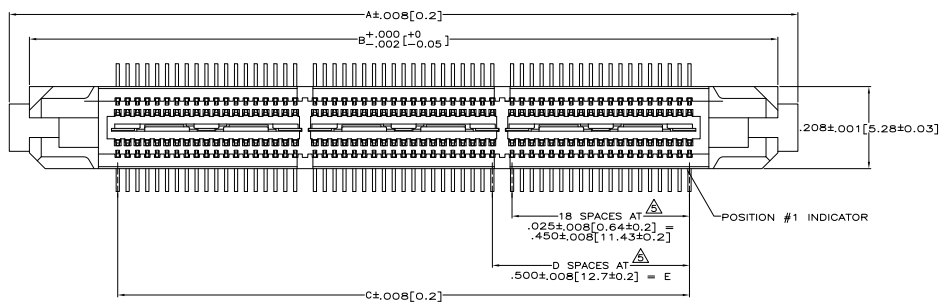 A±.008[0.2]
B+.000 -.002[+0 -0.05]
.208±.001[5.28±0.03]
18 SPACES AT 5
.025±.008[0.64±0.2] =
.450±.008[11.43±0.2]
POSITION #1 INDICATOR
D SPACES AT 5
.500±.008[12.7±0.2] = E
C±.008[0.2]